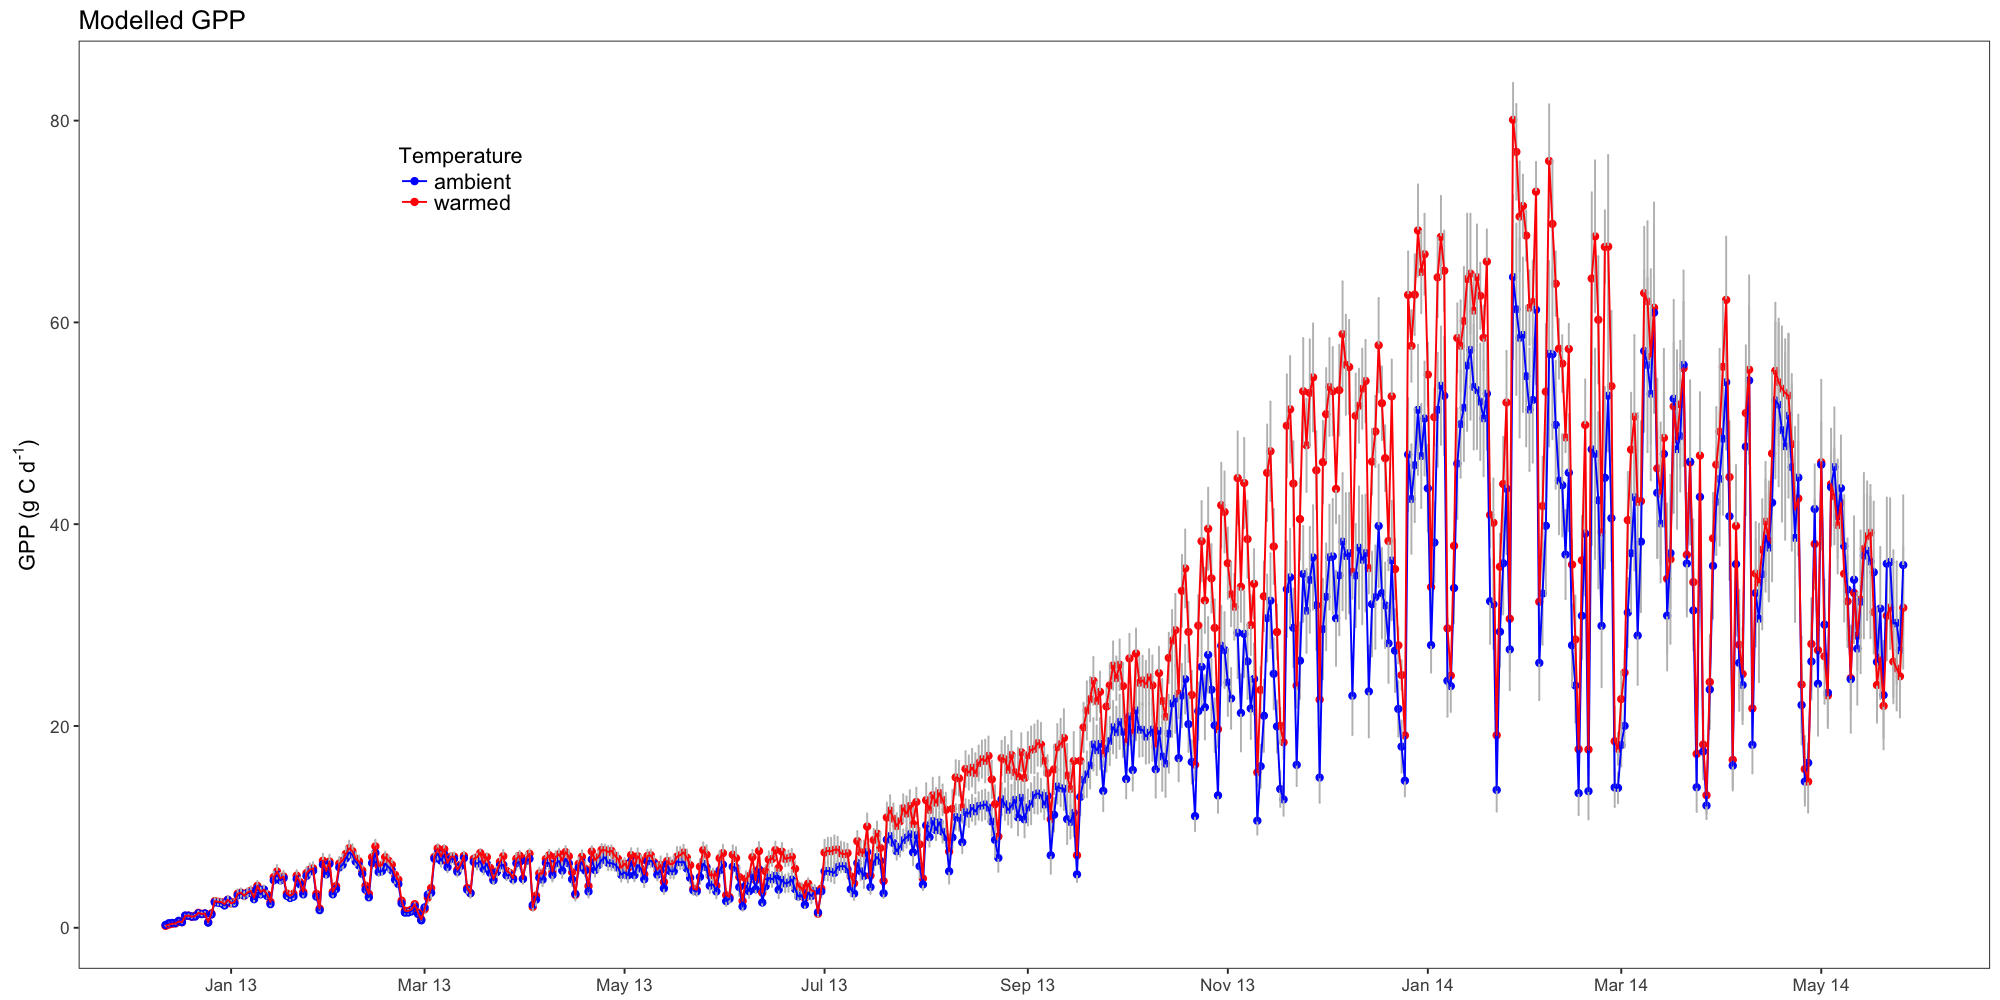 Modelled GPP
Temperature
ambient
warmed
80
60
40
20
0
GPP (g C d⁻¹)
Jan 13
Mar 13
May 13
Jul 13
Sep 13
Nov 13
Jan 14
Mar 14
May 14